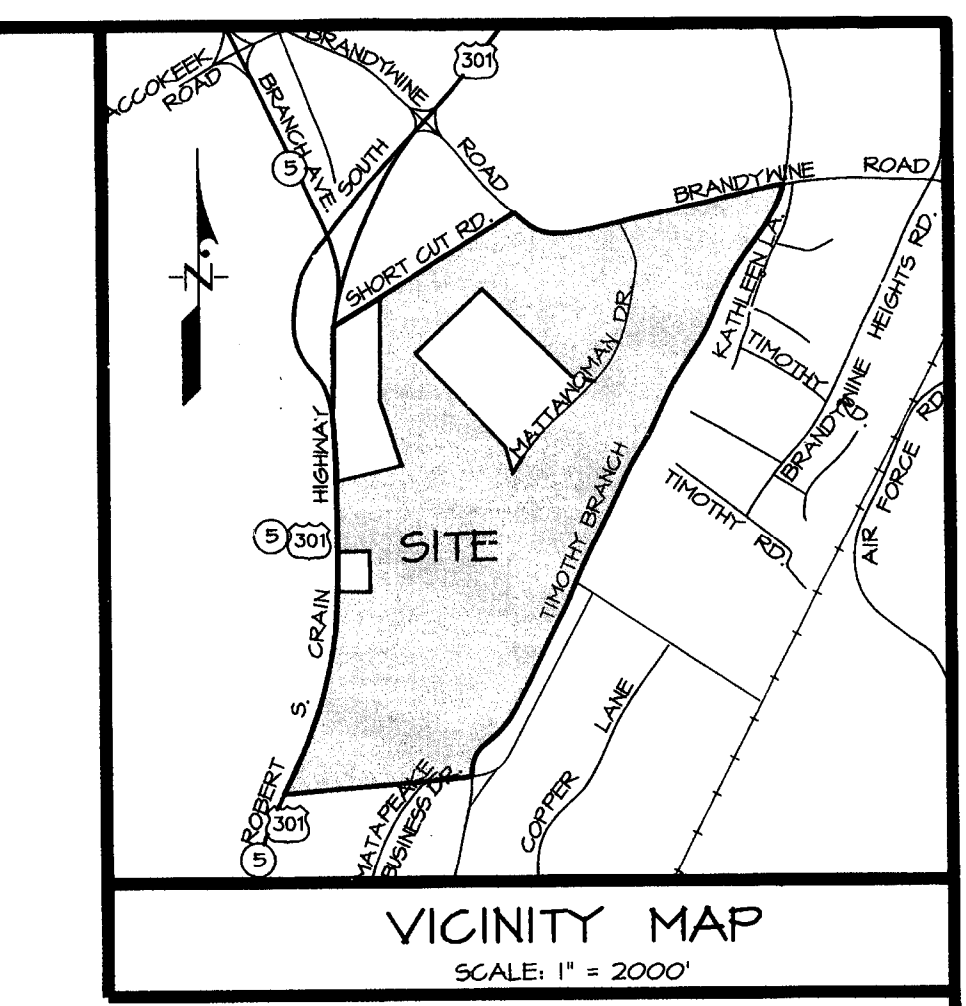 ACCOKEEK
ROAD
BRANDYWINE
ROAD
301
BRANCH AVE.
5
SOUTH
SHORT CUT RD.
BRANDYWINE ROAD
KATHLEEN LA.
TIMOTHY
RD.
BRANDYWINE HEIGHTS RD.
MATTAWOMAN DR.
N
HIGHWAY
5
301
SITE
TIMOTHY BRANCH
TIMOTHY RD.
AIR FORCE RD.
CRAIN
S.
ROBERT
301
5
MATAPEAKE
BUSINESS DR.
COPPER LANE
VICINITY MAP
SCALE: 1" = 2000'